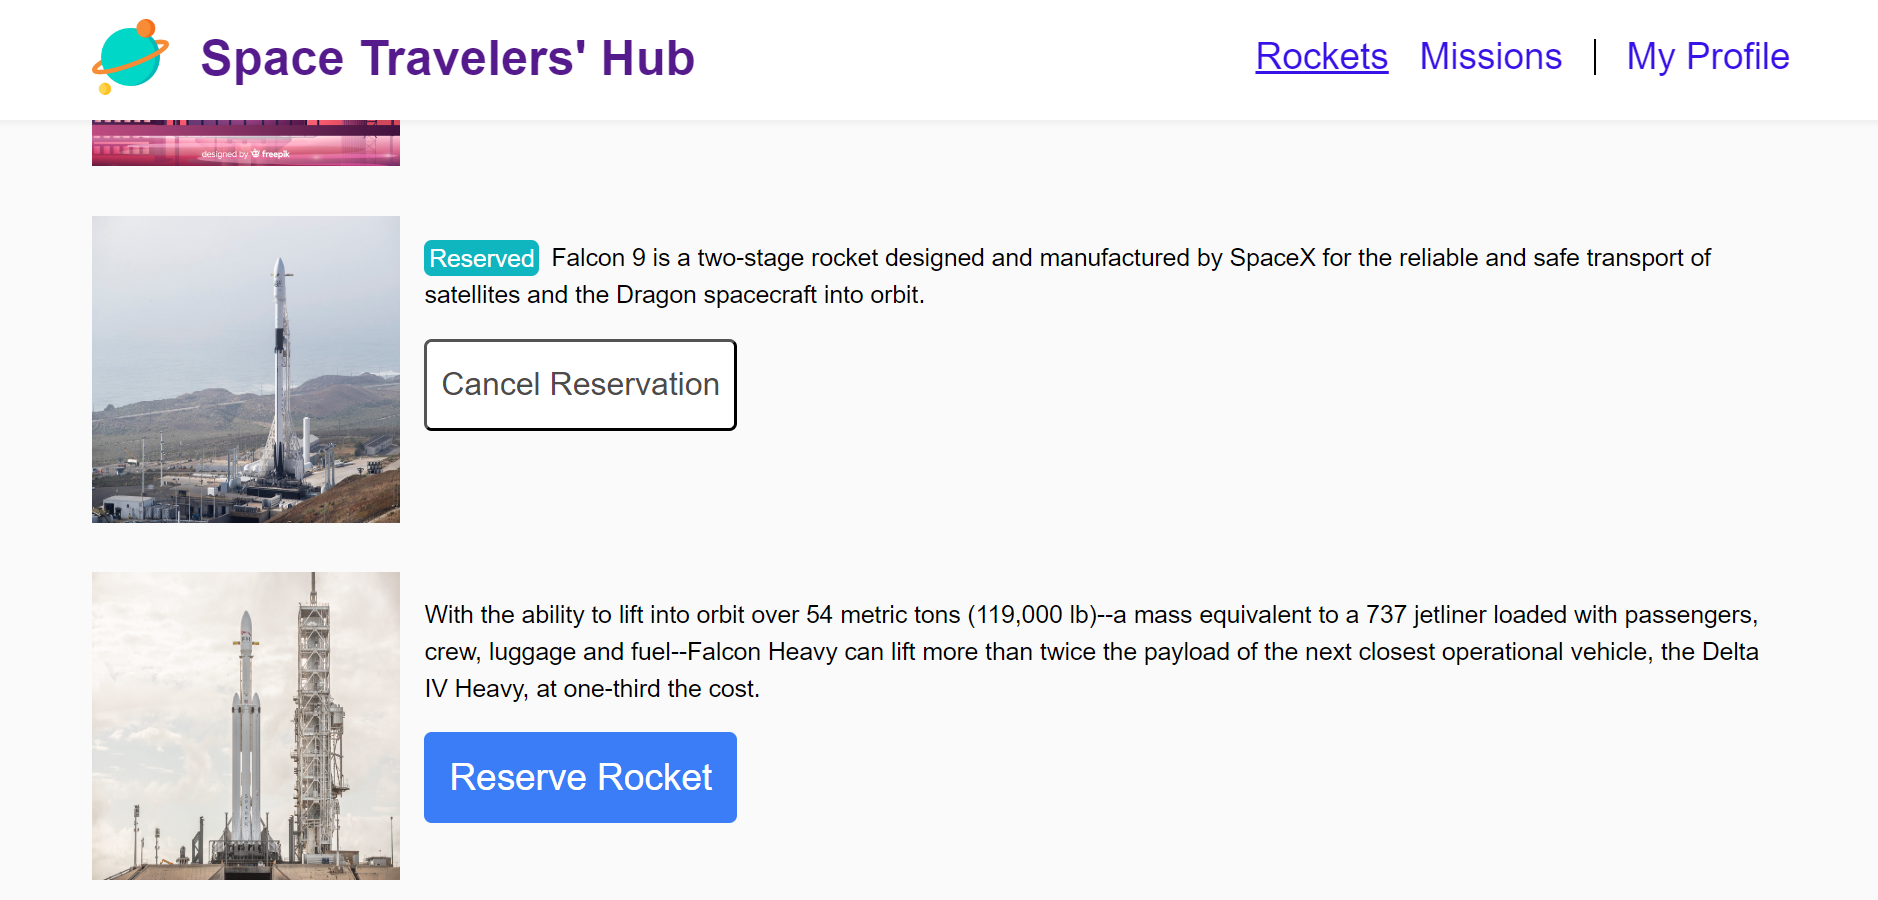 Space Travelers' Hub
Rockets Missions | My Profile
designed by freepik
Reserved Falcon 9 is a two-stage rocket designed and manufactured by SpaceX for the reliable and safe transport of
satellites and the Dragon spacecraft into orbit.
Cancel Reservation
With the ability to lift into orbit over 54 metric tons (119,000 lb)--a mass equivalent to a 737 jetliner loaded with passengers,
crew, luggage and fuel--Falcon Heavy can lift more than twice the payload of the next closest operational vehicle, the Delta
IV Heavy, at one-third the cost.
Reserve Rocket